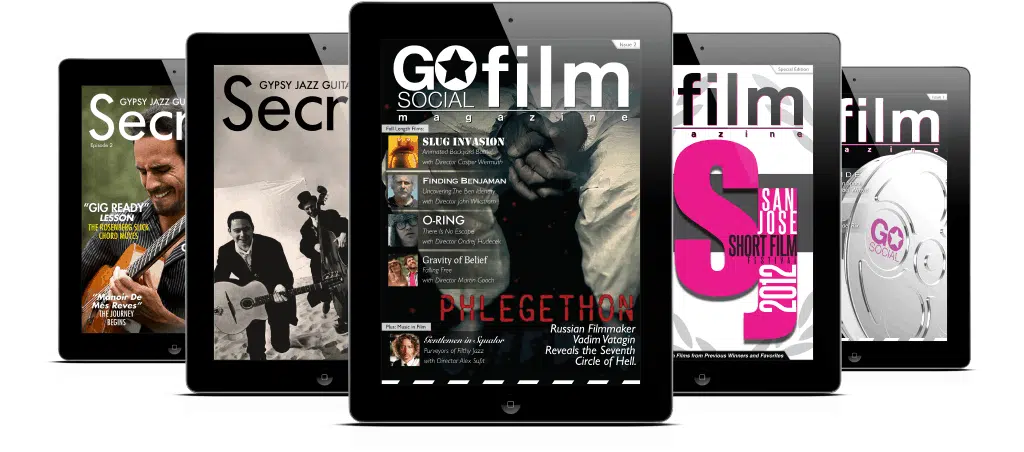 GYPSY JAZZ GU
Secr
Episode 2
"GIG READY"
LESSON
THE ROSENBERG SLICK
CHORD MOVES
"Manoir De
Mes Reves"
THE JOURNEY
BEGINS
GYPSY JAZZ GUITA
Secr
Issue 2
GO film
SOCIAL
magazine
Full Length Films:
SLUG INVASION
Animated Backyard Battle
with Director Casper Wermuth
FINDING BENJAMAN
Uncovering The Ben Identity
with Director John Wikstrom
O-RING
There Is No Escape
with Director Ondrej Hudecek
Gravity of Belief
Falling Free
with Director Martin Gooch
PHLEGETHON
Russian Filmmaker
Vadim Vatagin
Reveals the Seventh
Circle of Hell.
Plus: Music in Film
Gentlemen in Squalor
Purveyors of Filthy Jazz
with Director Alex Sufit
Special Edition
film
azine
SJ
SAN
JOSE
SHORT FILM
FESTIVAL
2012
Films from Previous Winners and Favorites
Issue 1
film
azine
GO
SOCIAL